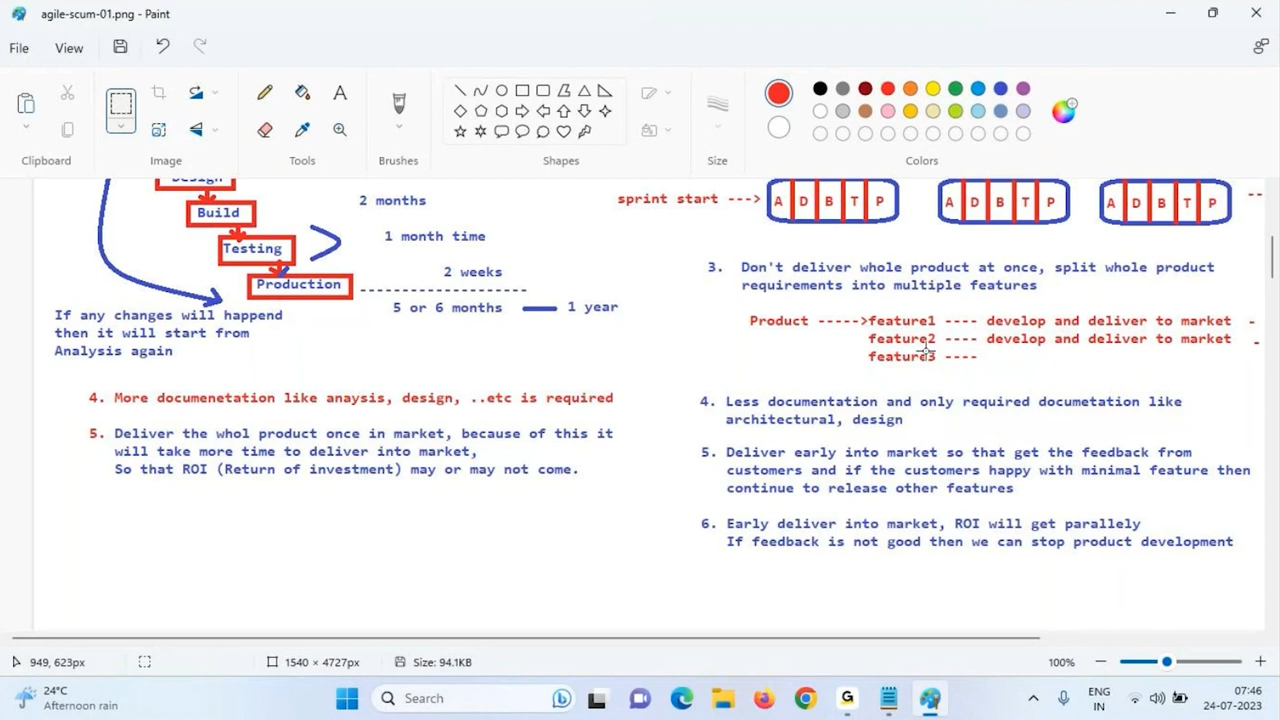 agile-scum-01.png - Paint
File
View
Clipboard
Image
Tools
Brushes
Shapes
Size
Colors
Design
Build
Testing
Production
2 months
1 month time
2 weeks
--------------------
5 or 6 months
1 year
If any changes will happend
then it will start from
Analysis again
4. More documenetation like anaysis, design, ..etc is required
5. Deliver the whol product once in market, because of this it
will take more time to deliver into market,
So that ROI (Return of investment) may or may not come.
sprint start --->
A D B T P
A D B T P
A D B T P
--
3. Don't deliver whole product at once, split whole product
requirements into multiple features
Product ----->feature1 ---- develop and deliver to market -
feature2 ---- develop and deliver to market -
feature3 ----
4. Less documentation and only required documetation like
architectural, design
5. Deliver early into market so that get the feedback from
customers and if the customers happy with minimal feature then
continue to release other features
6. Early deliver into market, ROI will get parallely
If feedback is not good then we can stop product development
949, 623px
1540 × 4727px
Size: 94.1KB
100%
24°C
Afternoon rain
Search
ENG
IN
07:46
24-07-2023